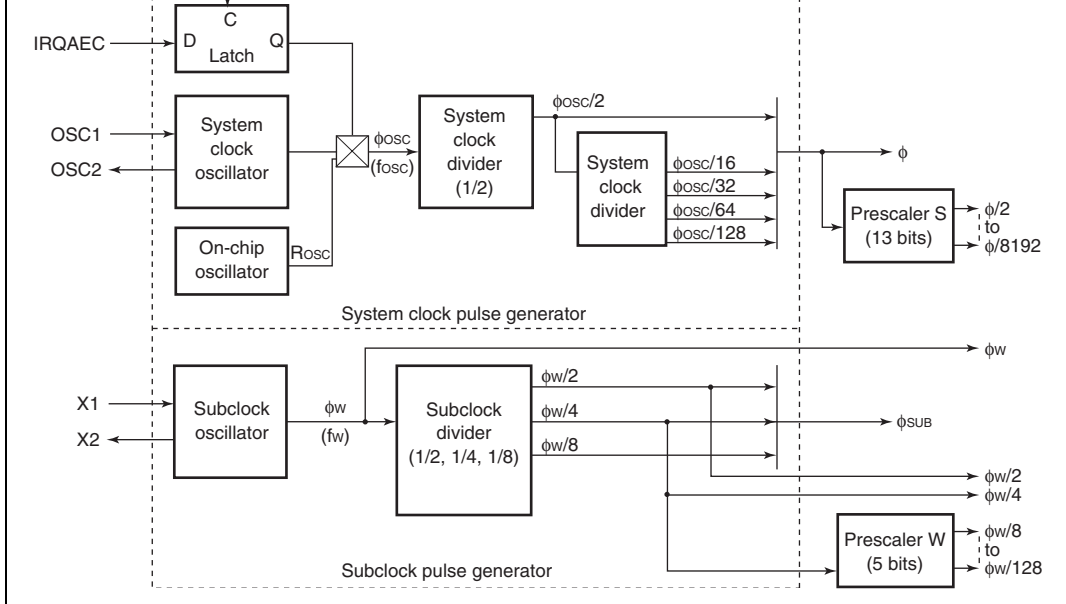 C
IRQAEC
D
Q
Latch
OSC1
OSC2
System
clock
oscillator
ϕOSC
(fOSC)
System
clock
divider
(1/2)
ϕOSC/2
System
clock
divider
ϕOSC/16
ϕOSC/32
ϕOSC/64
ϕOSC/128
ϕ
Prescaler S
(13 bits)
ϕ/2
to
ϕ/8192
On-chip
oscillator
ROSC
System clock pulse generator
ϕW
X1
X2
Subclock
oscillator
ϕW
(fW)
Subclock
divider
(1/2, 1/4, 1/8)
ϕW/2
ϕW/4
ϕW/8
ϕSUB
ϕW/2
ϕW/4
Prescaler W
(5 bits)
ϕW/8
to
ϕW/128
Subclock pulse generator